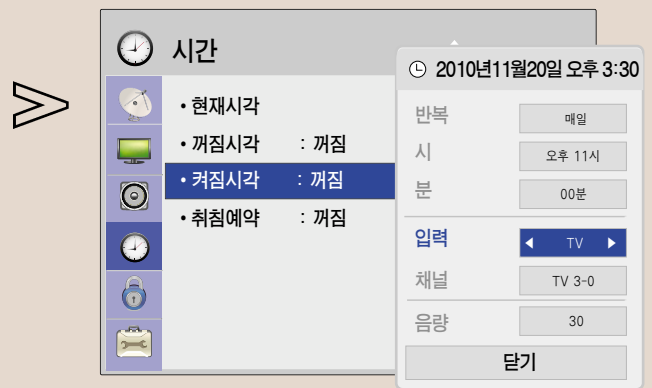 시간
• 현재시각
• 꺼짐시각 : 꺼짐
• 켜짐시각 : 꺼짐
• 취침예약 : 꺼짐
2010년11월20일 오후 3:30
반복 매일
시 오후 11시
분 00분
입력 TV
채널 TV 3-0
음량 30
닫기